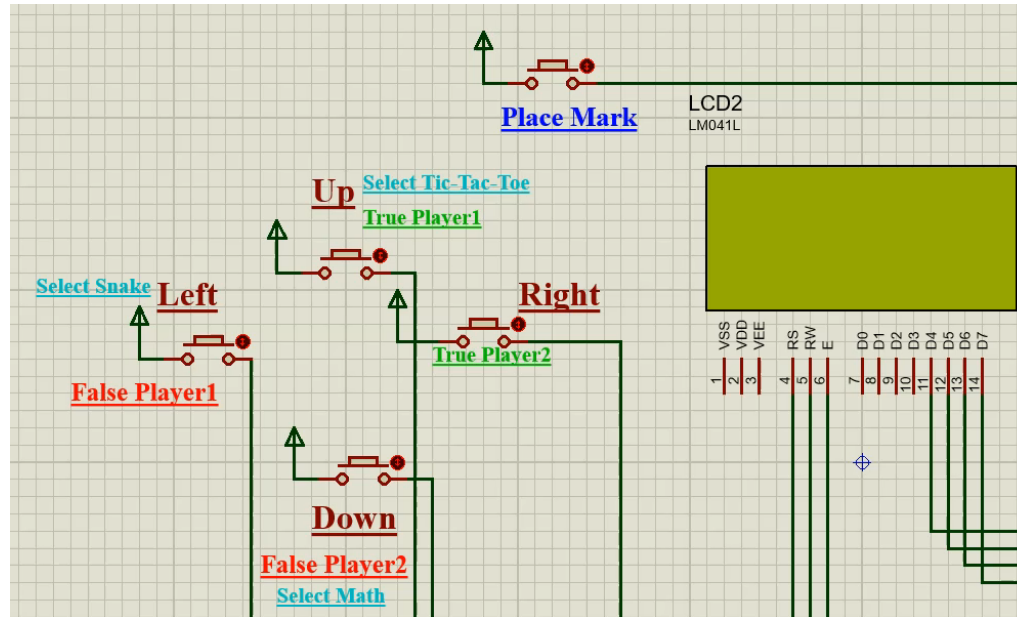 LCD2
LM041L
Place Mark
Up
Select Tic-Tac-Toe
True Player1
Select Snake
Left
Right
True Player2
False Player1
Down
False Player2
Select Math
VSS
VDD
VEE
RS
RW
E
D0
D1
D2
D3
D4
D5
D6
D7
1
2
3
4
5
6
7
8
9
10
11
12
13
14